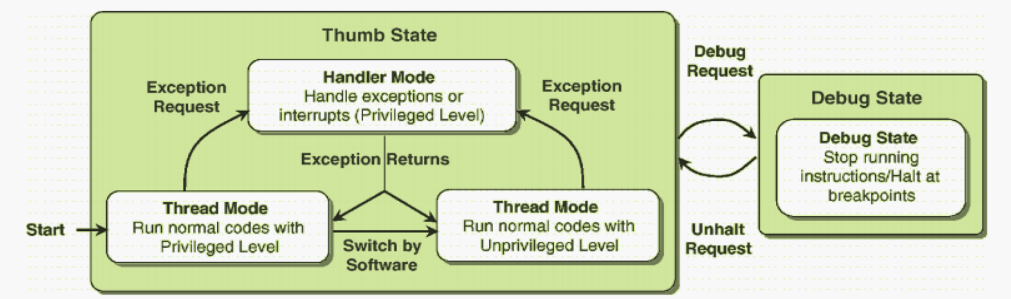 Thumb State
Debug
Request
Handler Mode
Handle exceptions or
interrupts (Privileged Level)
Exception
Request
Exception
Request
Debug State
Debug State
Stop running
instructions/Halt at
breakpoints
Exception Returns
Start
Thread Mode
Run normal codes with
Privileged Level
Switch by
Software
Thread Mode
Run normal codes with
Unprivileged Level
Unhalt
Request